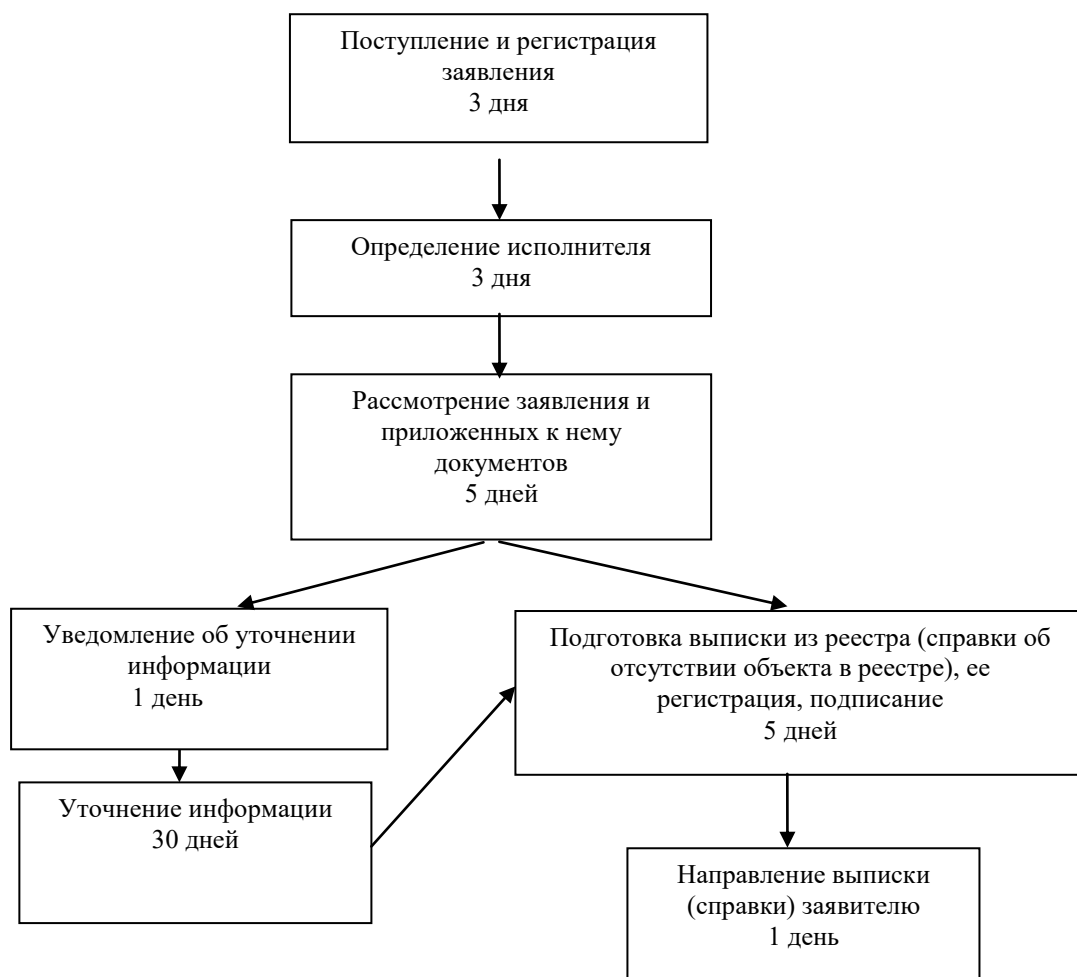 Поступление и регистрация
заявления
3 дня
Определение исполнителя
3 дня
Рассмотрение заявления и
приложенных к нему
документов
5 дней
Уведомление об уточнении
информации
1 день
Подготовка выписки из реестра (справки об
отсутствии объекта в реестре), ее
регистрация, подписание
5 дней
Уточнение информации
30 дней
Направление выписки
(справки) заявителю
1 день